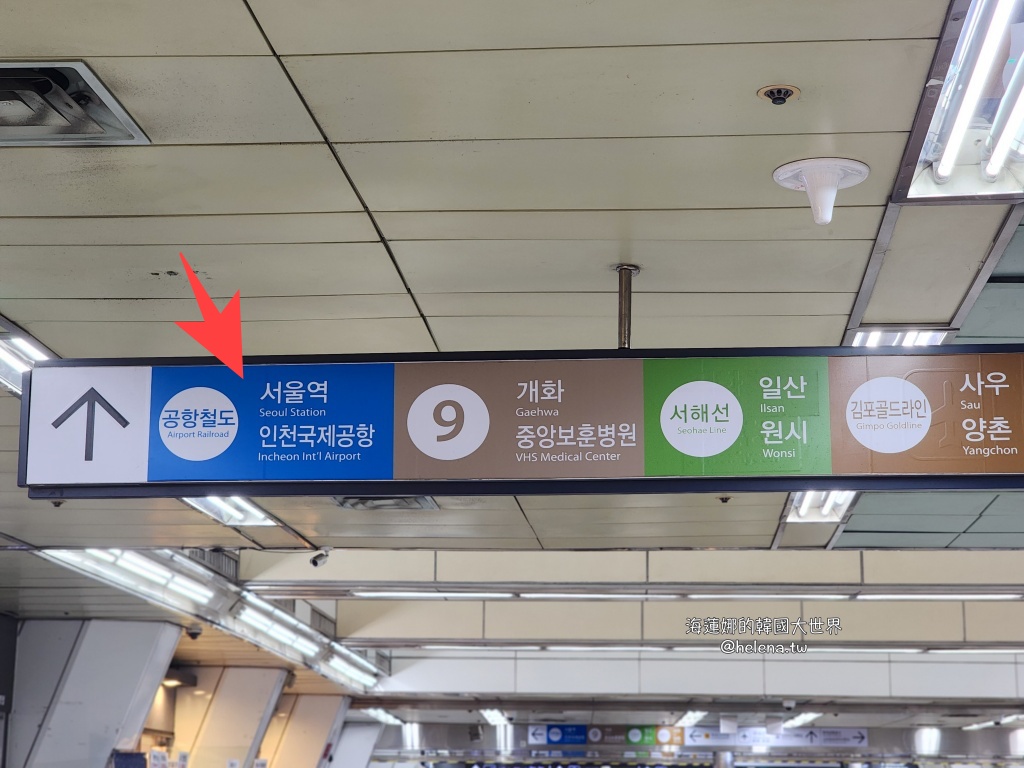 공항철도
Airport Railroad
서울역
Seoul Station
인천국제공항
Incheon Int'l Airport
9
개화
Gaehwa
중앙보훈병원
VHS Medical Center
서해선
Seohae Line
일산
Ilsan
원시
Wonsi
김포골드라인
Gimpo Goldline
사우
Sau
양촌
Yangchon
海蓮娜的韓國大世界
@helena.tw